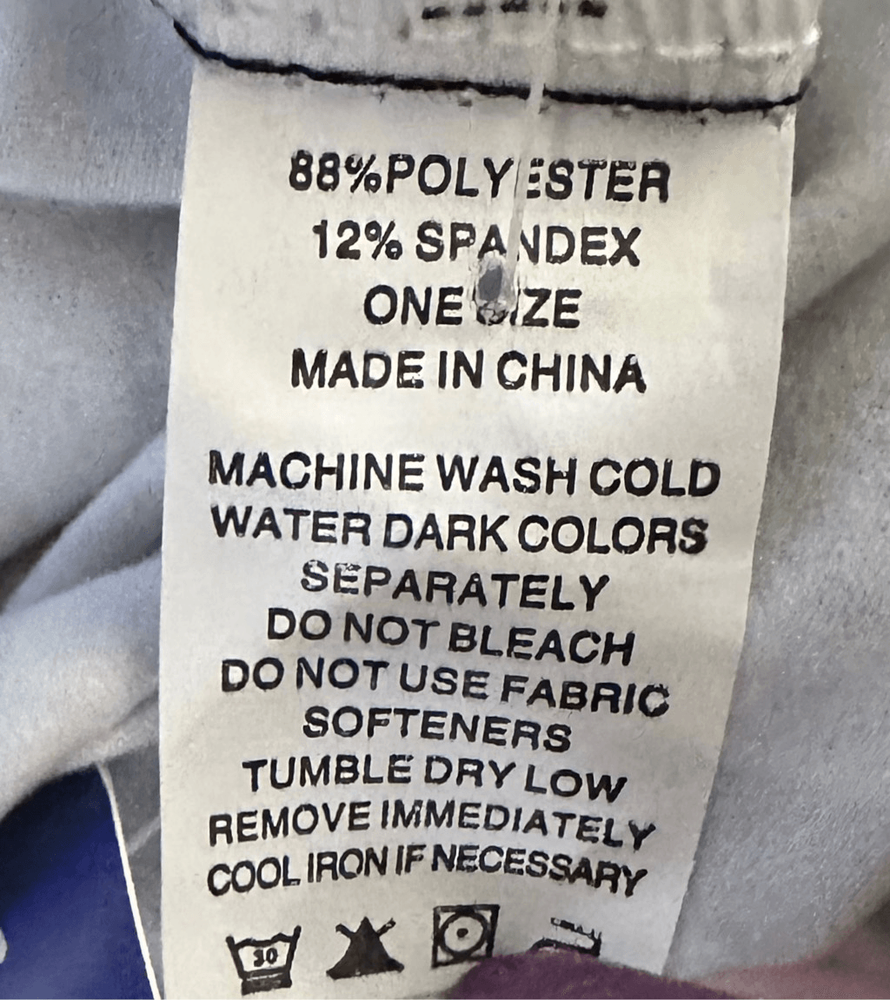 88%POLYESTER
12% SPANDEX
ONE SIZE
MADE IN CHINA
MACHINE WASH COLD
WATER DARK COLORS
SEPARATELY
DO NOT BLEACH
DO NOT USE FABRIC
SOFTENERS
TUMBLE DRY LOW
REMOVE IMMEDIATELY
COOL IRON IF NECESSARY
30